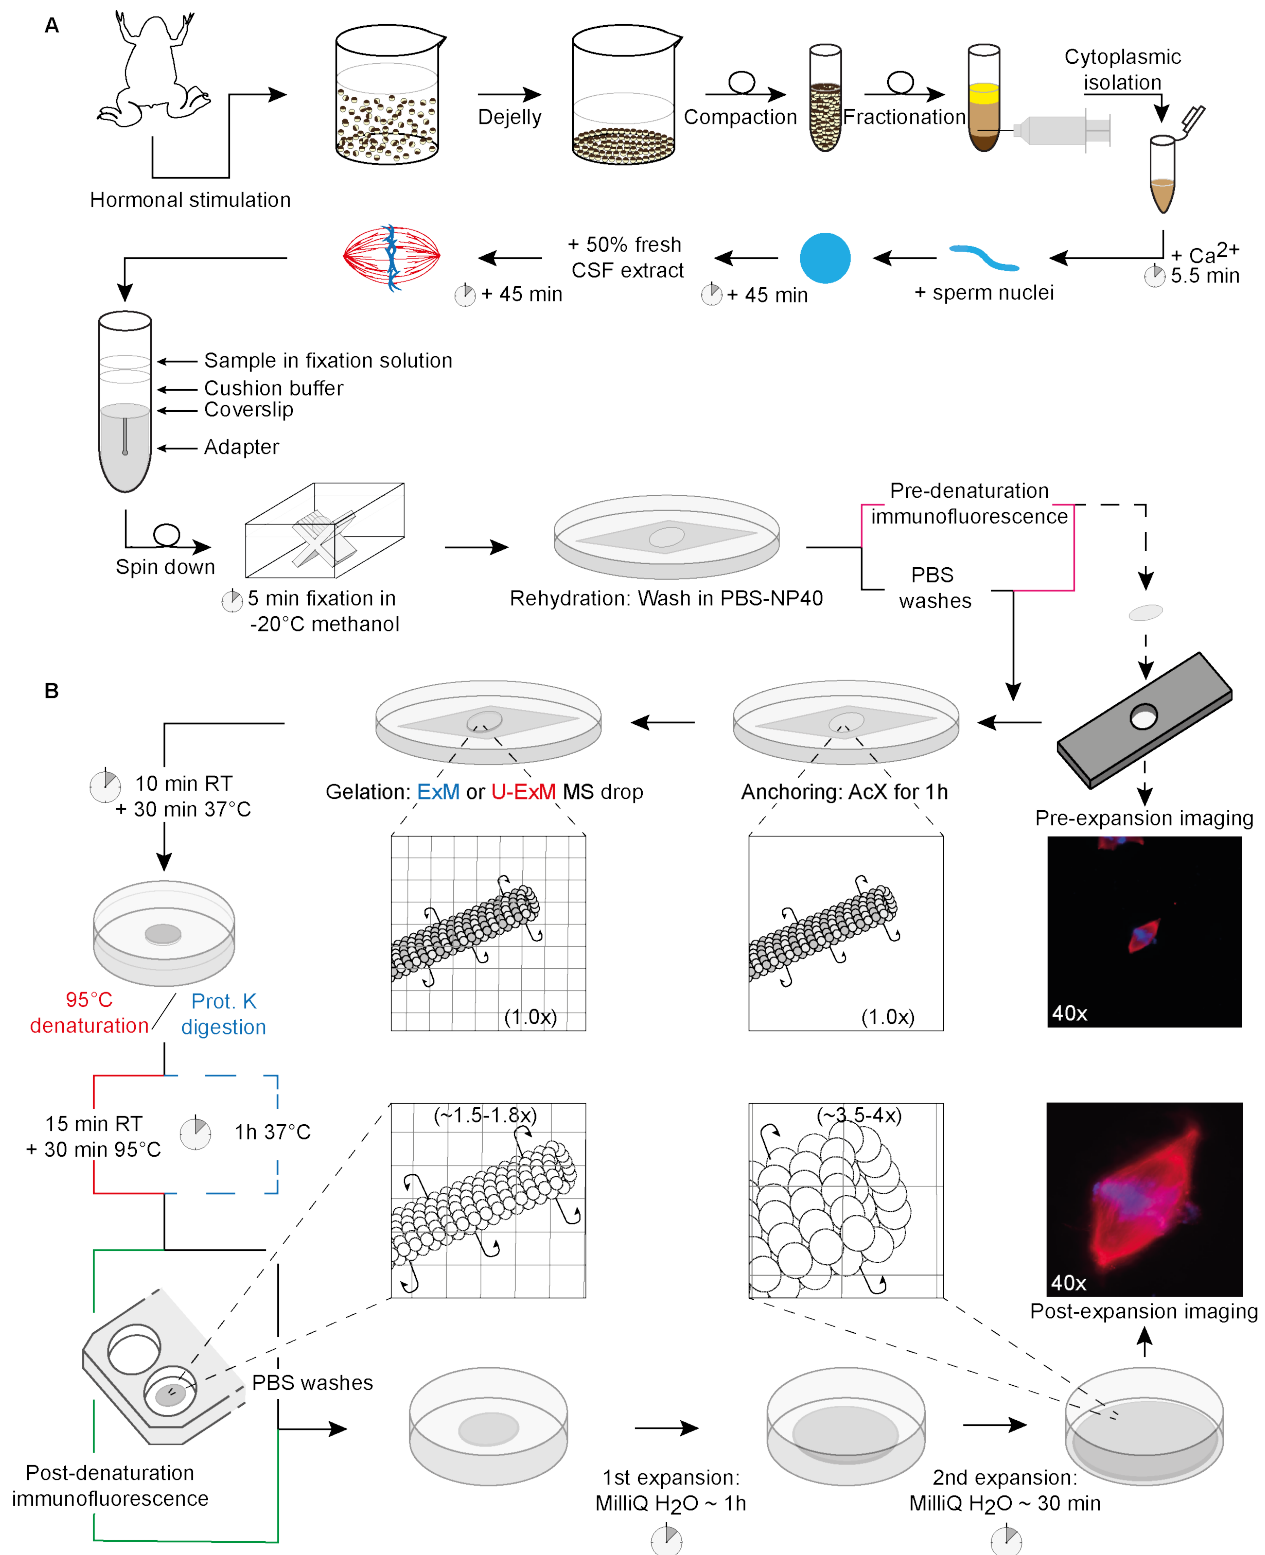 A
Cytoplasmic
isolation
Dejelly
Compaction
Fractionation
Hormonal stimulation
+ 50% fresh
CSF extract
+ Ca2+
5.5 min
+ 45 min
+ 45 min
+ sperm nuclei
Sample in fixation solution
Cushion buffer
Coverslip
Adapter
Pre-denaturation
immunofluorescence
Spin down
PBS
washes
5 min fixation in
-20°C methanol
Rehydration: Wash in PBS-NP40
B
10 min RT
+ 30 min 37°C
Gelation: ExM or U-ExM MS drop
Anchoring: AcX for 1h
Pre-expansion imaging
95°C
denaturation
Prot. K
digestion
(1.0x)
(1.0x)
40x
15 min RT
+ 30 min 95°C
1h 37°C
(~1.5-1.8x)
(~3.5-4x)
40x
Post-expansion imaging
PBS washes
Post-denaturation
immunofluorescence
1st expansion:
MilliQ H2O ~ 1h
2nd expansion:
MilliQ H2O ~ 30 min